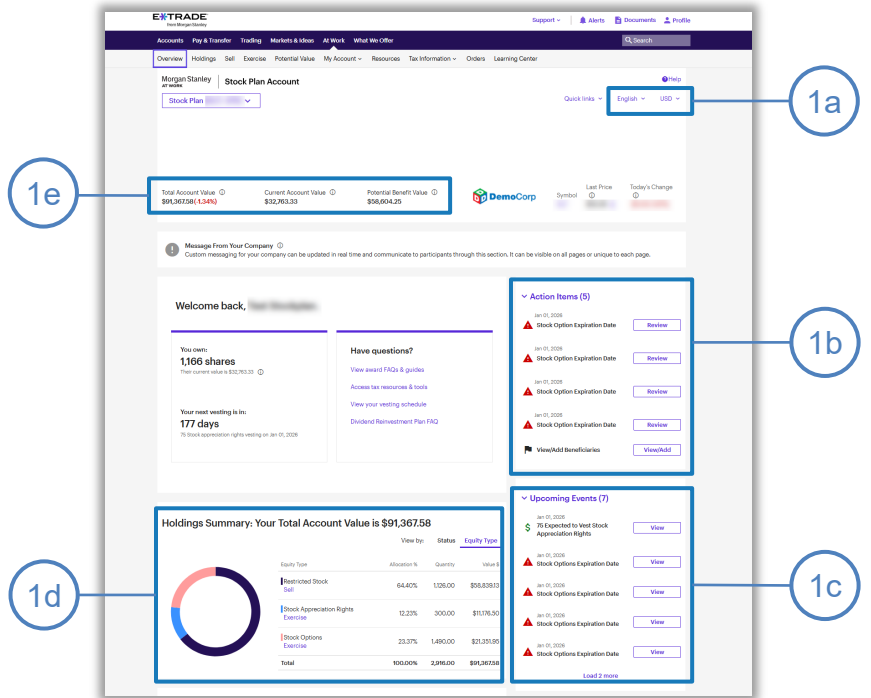 E*TRADE
from Morgan Stanley
Support
Alerts
Documents
Profile
Accounts Pay & Transfer Trading Markets & Ideas At Work What We Offer
Search
Overview Holdings Sell Exercise Potential Value My Account Resources Tax Information Orders Learning Center
Morgan Stanley
AT WORK
Stock Plan Account
Help
Stock Plan
Quick links
English USD
1a
1e
Total Account Value Current Account Value Potential Benefit Value
$91,367.58(-1.34%) $32,763.33 $58,604.25
DemoCorp
Symbol Last Price Today's Change
Message From Your Company
Custom messaging for your company can be updated in real time and communicate to participants through this section. It can be visible on all pages or unique to each page.
Welcome back,
You own:
1,166 shares
Their current value is $32,763.33
Your next vesting is in:
177 days
75 Stock appreciation rights vesting on Jan 01, 2026
Have questions?
View award FAQs & guides
Access tax resources & tools
View your vesting schedule
Dividend Reinvestment Plan FAQ
Action Items (5)
Jan 01, 2026
Stock Option Expiration Date Review
Jan 01, 2026
Stock Option Expiration Date Review
Jan 01, 2026
Stock Option Expiration Date Review
Jan 01, 2026
Stock Option Expiration Date Review
View/Add Beneficiaries View/Add
1b
Upcoming Events (7)
Jan 01, 2026
75 Expected to Vest Stock
Appreciation Rights View
Jan 01, 2026
Stock Options Expiration Date View
Jan 01, 2026
Stock Options Expiration Date View
Jan 01, 2026
Stock Options Expiration Date View
Jan 01, 2026
Stock Options Expiration Date View
Load 2 more
1c
1d
Holdings Summary: Your Total Account Value is $91,367.58
View by: Status Equity Type
Equity Type Allocation % Quantity Value $
Restricted Stock 64.40% 1,126.00 $58,839.13
Sell
Stock Appreciation Rights 12.23% 300.00 $11,176.50
Exercise
Stock Options 23.37% 1,490.00 $21,351.95
Exercise
Total 100.00% 2,916.00 $91,367.58